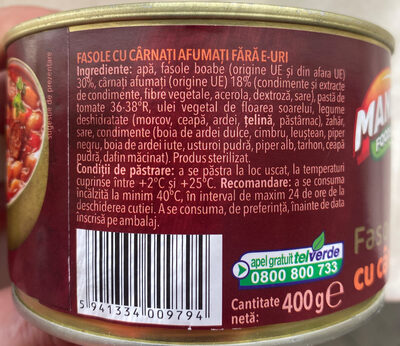 FASOLE CU CÂRNAȚI AFUMAȚI FĂRĂ E-URI
Ingrediente: apă, fasole boabe (origine UE și din afara UE)
30%, cârnați afumați (origine UE) 18% (condimente și extracte
de condimente, fibre vegetale, acerola, dextroză, sare), pastă de
tomate 36-38°R, ulei vegetal de floarea soarelui, legume
deshidratate (morcov, ceapă, ardei, țelină, păstârnac), zahăr,
sare, condimente (boia de ardei dulce, cimbru, leuștean, piper
negru, boia de ardei iute, usturoi pudră, piper alb, tarhon, ceapă
pudră, dafin măcinat). Produs sterilizat.
Condiții de păstrare: a se păstra la loc uscat, la temperaturi
cuprinse între +2°C și +25°C. Recomandare: a se consuma
încălzită la minim 40°C, în interval de maxim 24 de ore de la
deschiderea cutiei. A se consuma, de preferință, înainte de data
inscrisă pe ambalaj.
sugestie de prezentare
5 941334 009794
apel gratuit telverde
0800 800 733
Cantitate
netă: 400g℮
cu